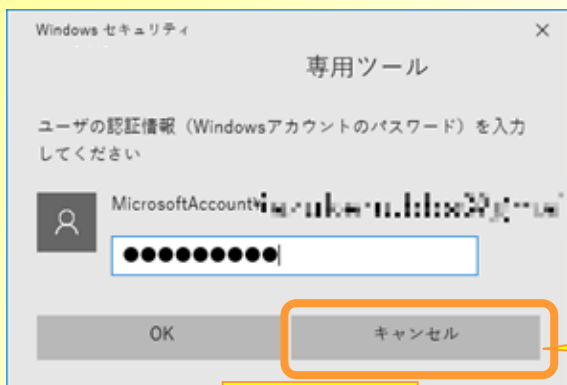 Windows セキュリティ
専用ツール
ユーザの認証情報（Windowsアカウントのパスワード）を入力
してください
MicrosoftAccount¥
●●●●●●●●●
OK
キャンセル